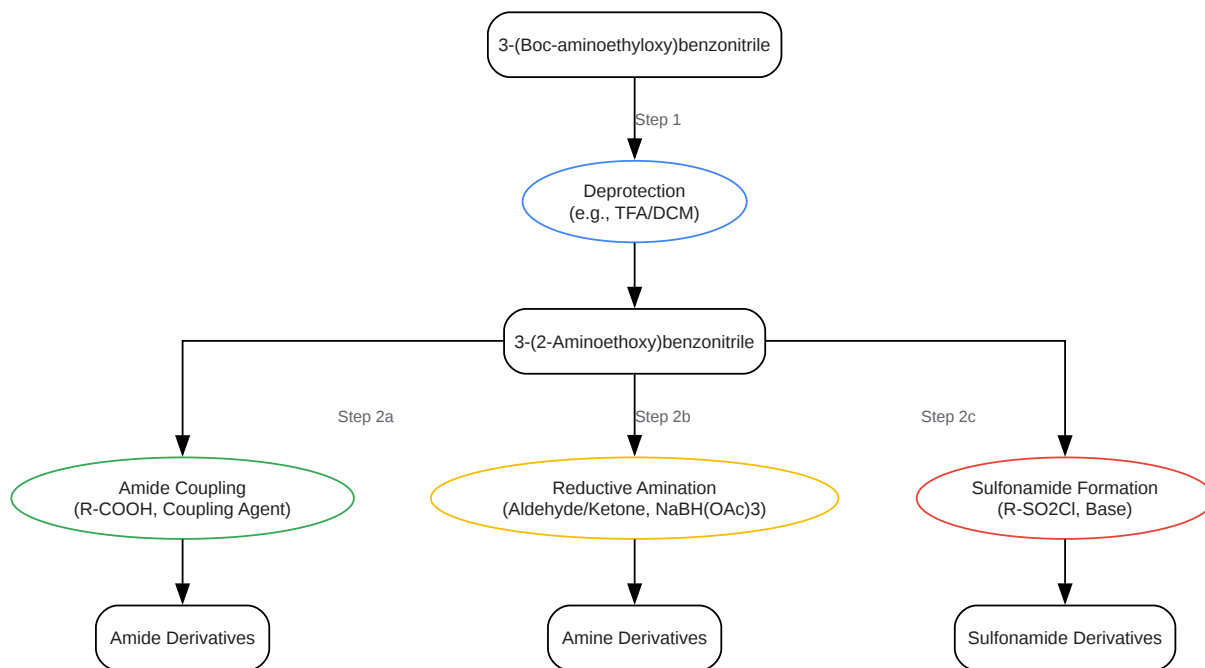 3-(Boc-aminoethyloxy)benzonitrile
Step 1
Deprotection
(e.g., TFA/DCM)
3-(2-Aminoethoxy)benzonitrile
Step 2a
Step 2b
Step 2c
Amide Coupling
(R-COOH, Coupling Agent)
Reductive Amination
(Aldehyde/Ketone, NaBH(OAc)3)
Sulfonamide Formation
(R-SO2Cl, Base)
Amide Derivatives
Amine Derivatives
Sulfonamide Derivatives